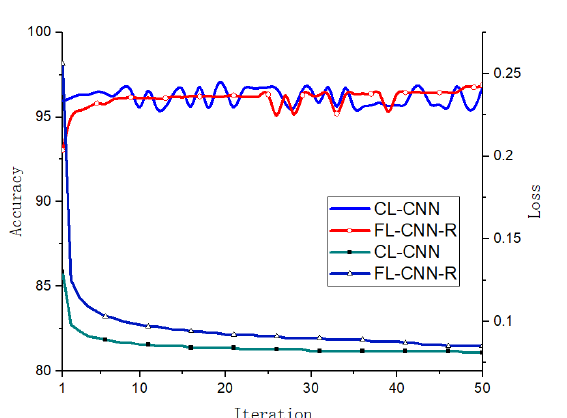 100
95
90
85
80
Accuracy
0.25
0.2
0.15
0.1
Loss
CL-CNN
FL-CNN-R
CL-CNN
FL-CNN-R
1 10 20 30 40 50
Iteration